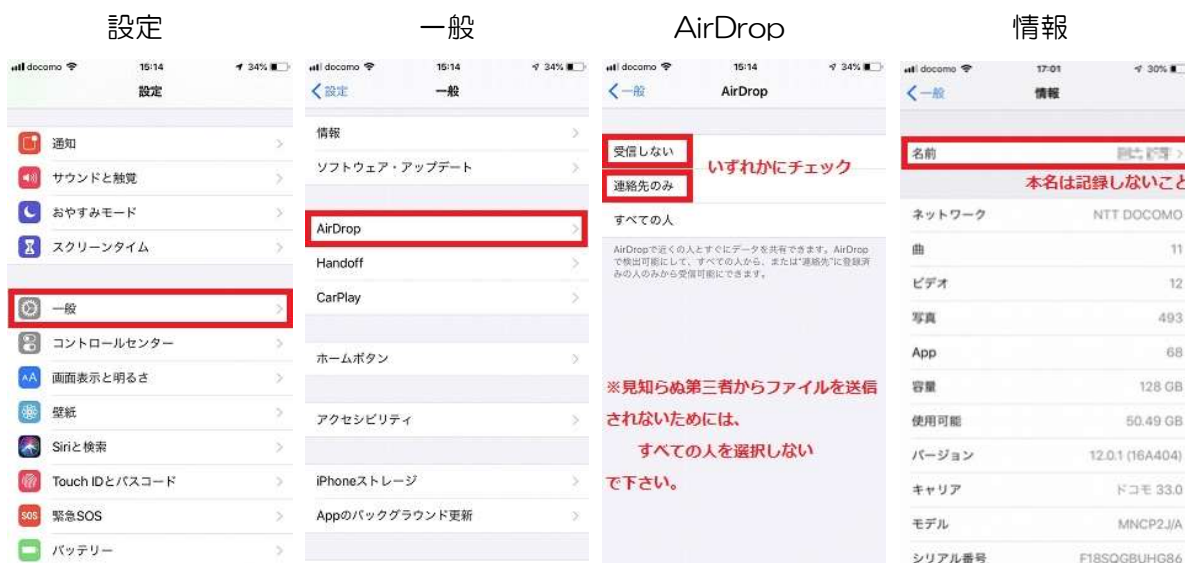 設定
一般
AirDrop
情報
docomo 15:14 34%
設定
通知
サウンドと触覚
おやすみモード
スクリーンタイム
一般
コントロールセンター
AA 画面表示と明るさ
壁紙
Siriと検索
Touch IDとパスコード
SOS 緊急SOS
バッテリー
docomo 15:14 34%
設定 一般
情報
ソフトウェア・アップデート
AirDrop
Handoff
CarPlay
ホームボタン
アクセシビリティ
iPhoneストレージ
Appのバックグラウンド更新
docomo 15:14 34%
一般 AirDrop
受信しない
いずれかにチェック
連絡先のみ
すべての人
AirDropで近くの人とすぐにデータを共有できます。AirDrop
で検出可能にして、すべての人から、または"連絡先"に登録済
みの人のみから受信可能にできます。
※見知らぬ第三者からファイルを送信
されないためには、
すべての人を選択しない
で下さい。
docomo 17:01 30%
一般 情報
名前
本名は記録しないこと
ネットワーク NTT DOCOMO
曲 11
ビデオ 12
写真 493
App 68
容量 128 GB
使用可能 50.49 GB
バージョン 12.0.1 (16A404)
キャリア ドコモ 33.0
モデル MNCP2J/A
シリアル番号 F18SQGBUHG86